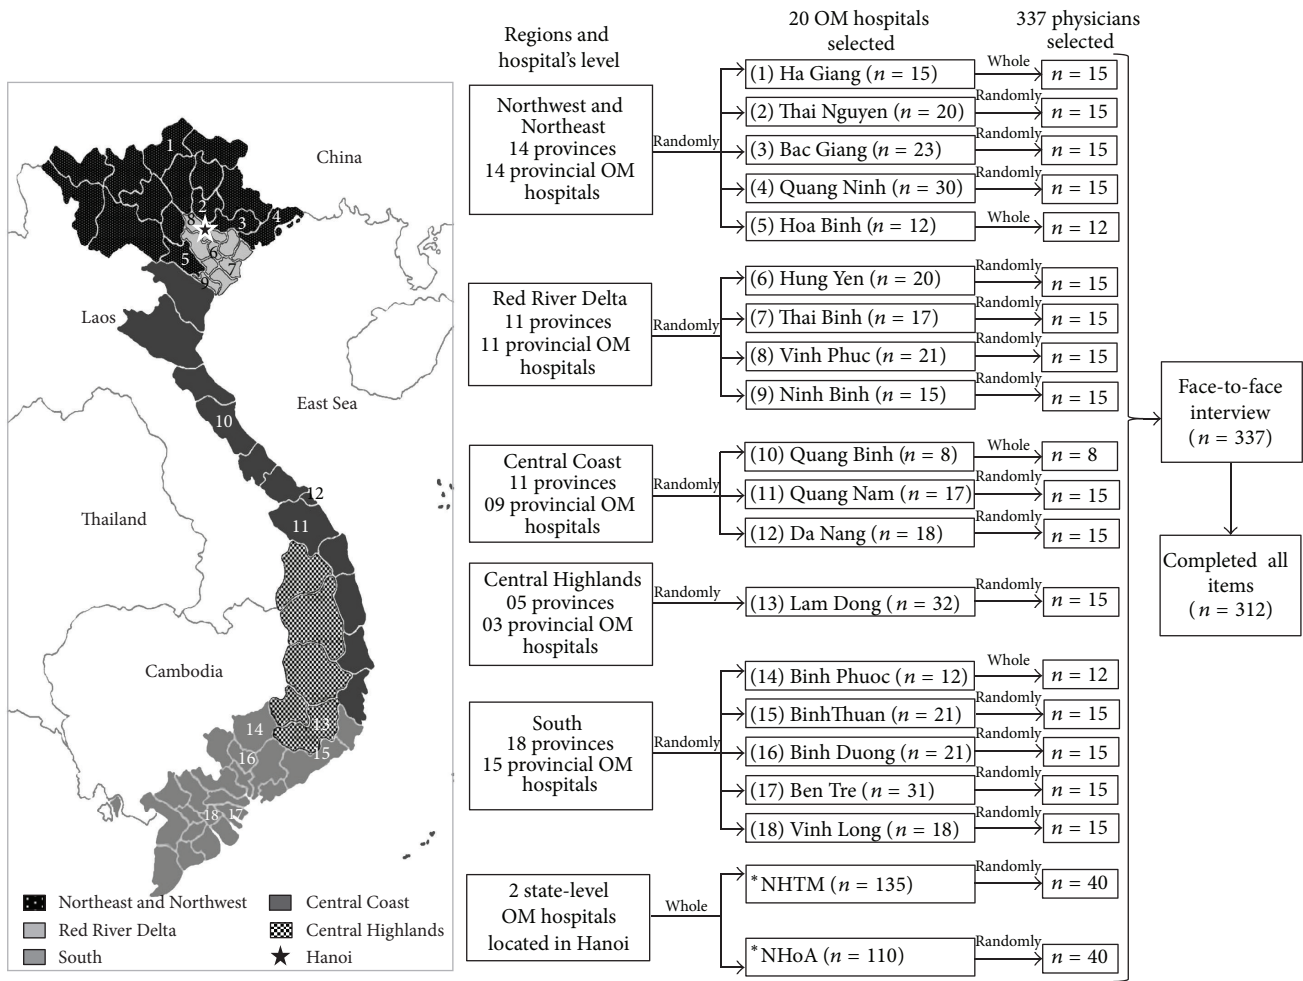 China
Laos
East Sea
Thailand
Cambodia
1
2
3
4
5
6
7
8
9
10
11
12
13
14
15
16
17
18
Northeast and Northwest
Red River Delta
South
Central Coast
Central Highlands
Hanoi
Regions and
hospital's level
20 OM hospitals
selected
337 physicians
selected
Northwest and
Northeast
14 provinces
14 provincial OM
hospitals
Randomly
(1) Ha Giang (n = 15)
Whole
n = 15
(2) Thai Nguyen (n = 20)
Randomly
n = 15
(3) Bac Giang (n = 23)
Randomly
n = 15
(4) Quang Ninh (n = 30)
Randomly
n = 15
(5) Hoa Binh (n = 12)
Whole
n = 12
Red River Delta
11 provinces
11 provincial OM
hospitals
Randomly
(6) Hung Yen (n = 20)
Randomly
n = 15
(7) Thai Binh (n = 17)
Randomly
n = 15
(8) Vinh Phuc (n = 21)
Randomly
n = 15
(9) Ninh Binh (n = 15)
Randomly
n = 15
Central Coast
11 provinces
09 provincial OM
hospitals
Randomly
(10) Quang Binh (n = 8)
Whole
n = 8
(11) Quang Nam (n = 17)
Randomly
n = 15
(12) Da Nang (n = 18)
Randomly
n = 15
Central Highlands
05 provinces
03 provincial OM
hospitals
Randomly
(13) Lam Dong (n = 32)
Randomly
n = 15
South
18 provinces
15 provincial OM
hospitals
Randomly
(14) Binh Phuoc (n = 12)
Whole
n = 12
(15) BinhThuan (n = 21)
Randomly
n = 15
(16) Binh Duong (n = 21)
Randomly
n = 15
(17) Ben Tre (n = 31)
Randomly
n = 15
(18) Vinh Long (n = 18)
Randomly
n = 15
2 state-level
OM hospitals
located in Hanoi
Whole
*NHTM (n = 135)
Randomly
n = 40
*NHoA (n = 110)
Randomly
n = 40
Face-to-face
interview
(n = 337)
Completed all
items
(n = 312)